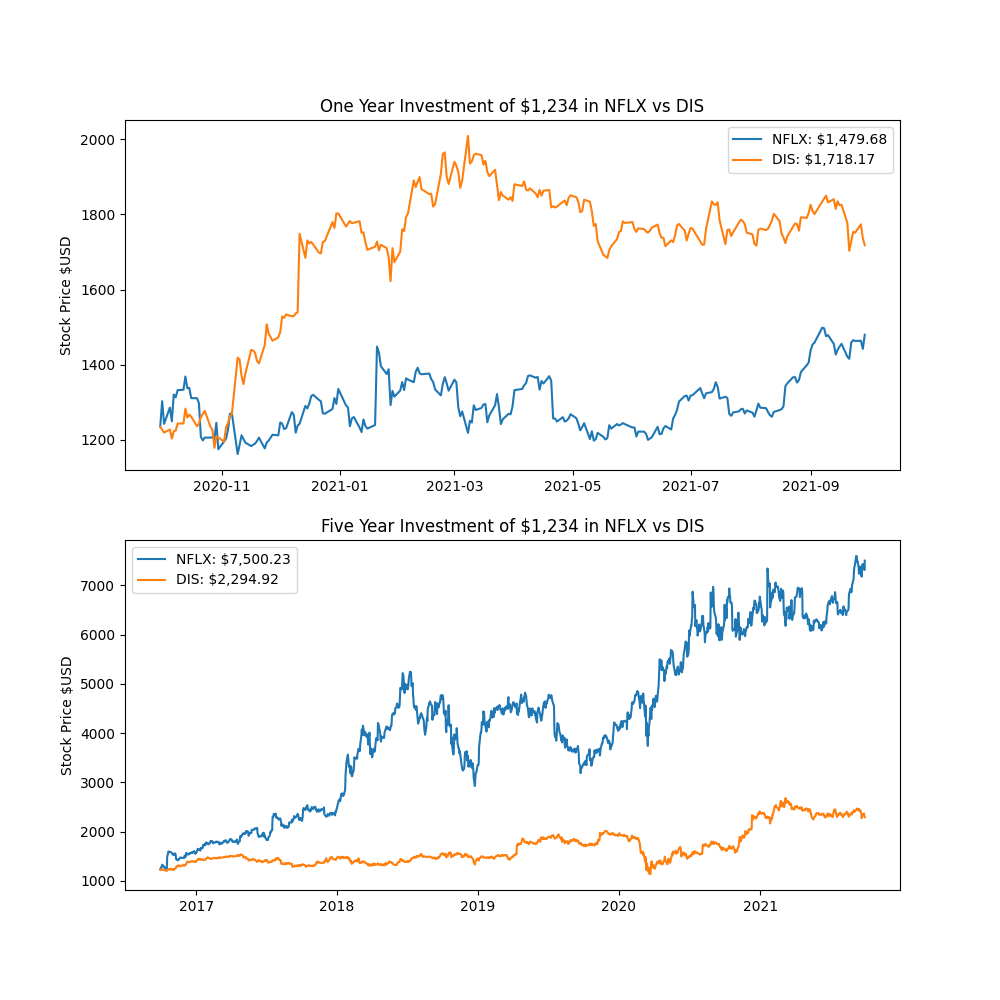 One Year Investment of $1,234 in NFLX vs DIS
NFLX: $1,479.68
DIS: $1,718.17
Stock Price $USD
2000
1800
1600
1400
1200
2020-11 2021-01 2021-03 2021-05 2021-07 2021-09
Five Year Investment of $1,234 in NFLX vs DIS
NFLX: $7,500.23
DIS: $2,294.92
Stock Price $USD
7000
6000
5000
4000
3000
2000
1000
2017 2018 2019 2020 2021